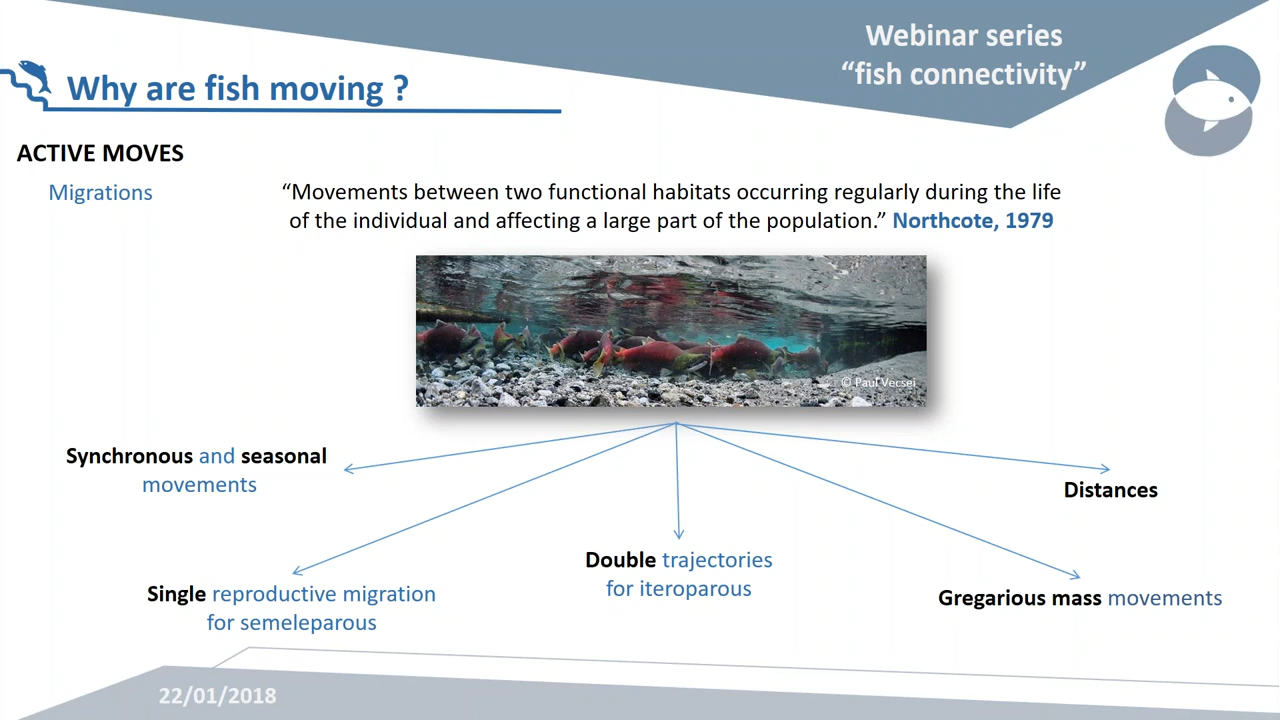 Webinar series
“fish connectivity”
Why are fish moving ?
ACTIVE MOVES
Migrations
“Movements between two functional habitats occurring regularly during the life
of the individual and affecting a large part of the population.” Northcote, 1979
© Paul Vecsei
Synchronous and seasonal
movements
Distances
Double trajectories
for iteroparous
Single reproductive migration
for semeleparous
Gregarious mass movements
22/01/2018